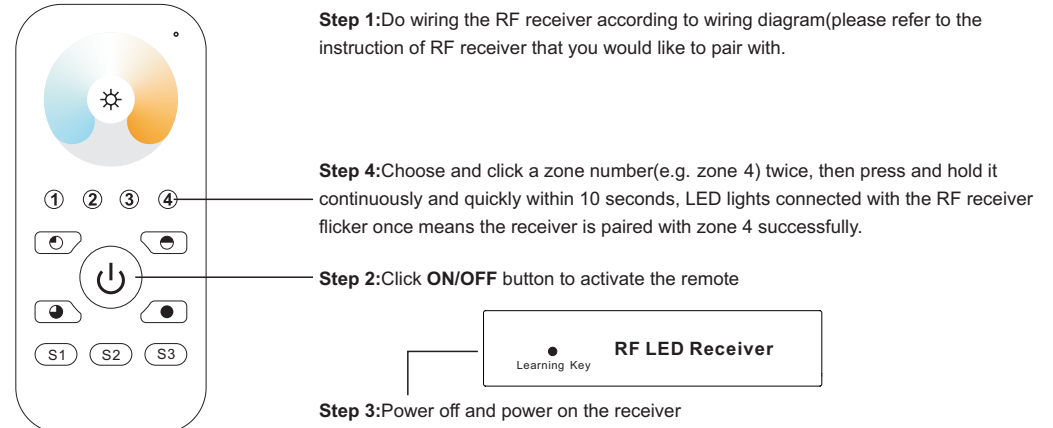 Step 1:Do wiring the RF receiver according to wiring diagram(please refer to the
instruction of RF receiver that you would like to pair with.
Step 4:Choose and click a zone number(e.g. zone 4) twice, then press and hold it
continuously and quickly within 10 seconds, LED lights connected with the RF receiver
flicker once means the receiver is paired with zone 4 successfully.
1 2 3 4
Step 2:Click ON/OFF button to activate the remote
RF LED Receiver
Learning Key
S1 S2 S3
Step 3:Power off and power on the receiver